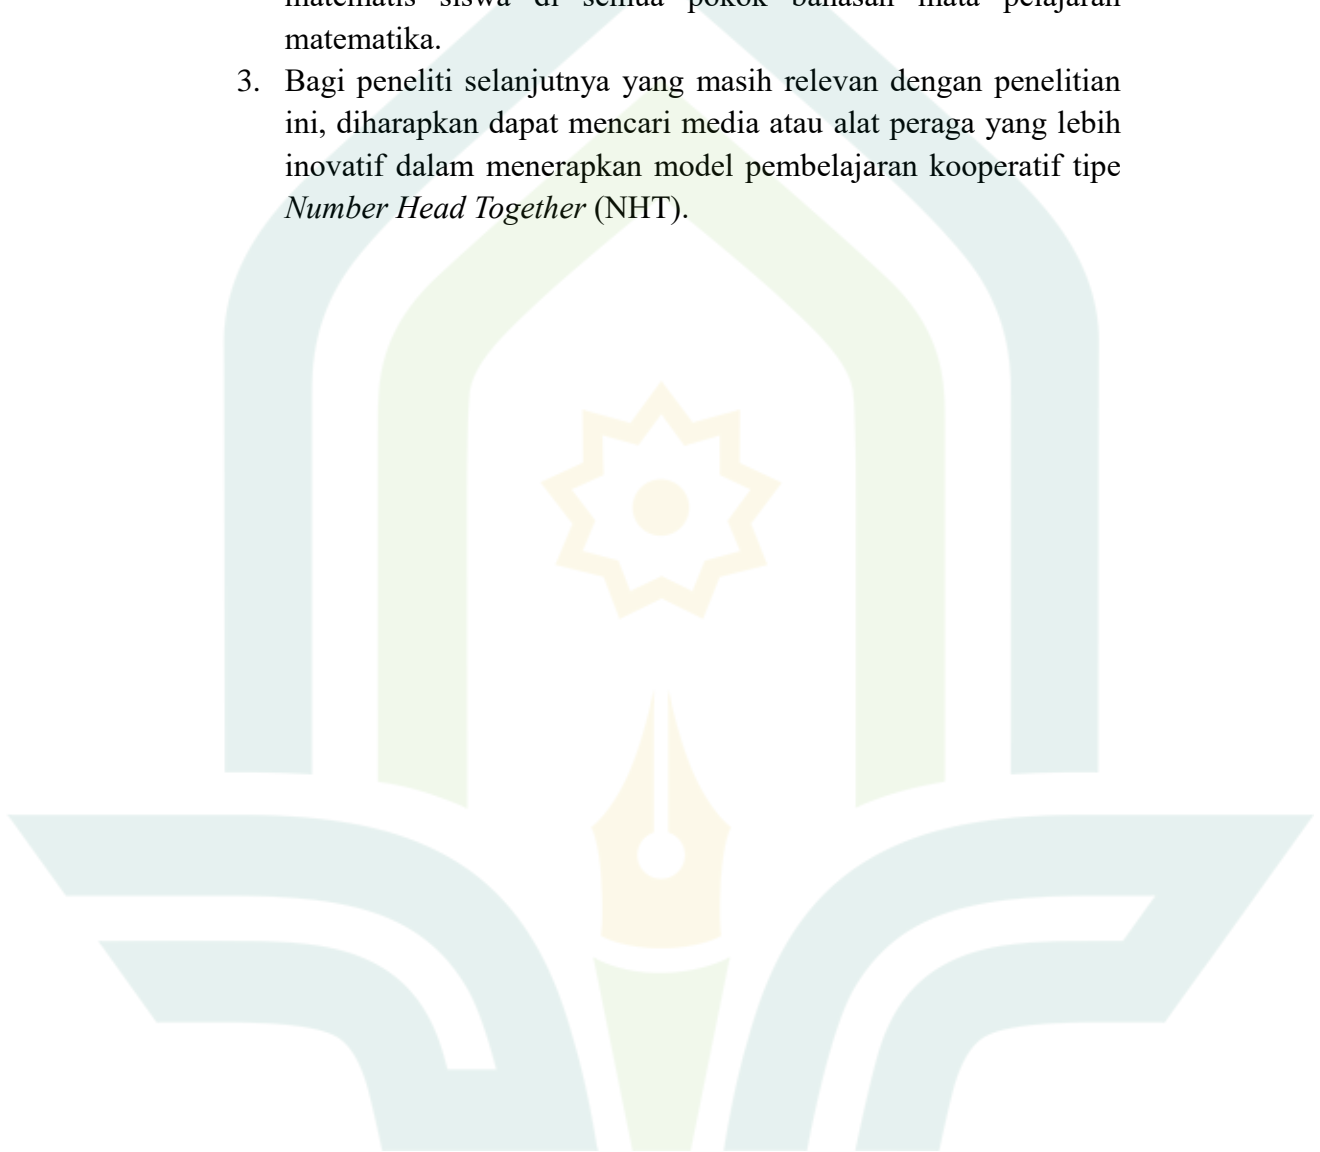 matematis siswa di semua pokok bahasan mata pelajaran
matematika.
3. Bagi peneliti selanjutnya yang masih relevan dengan penelitian
ini, diharapkan dapat mencari media atau alat peraga yang lebih
inovatif dalam menerapkan model pembelajaran kooperatif tipe
Number Head Together (NHT).